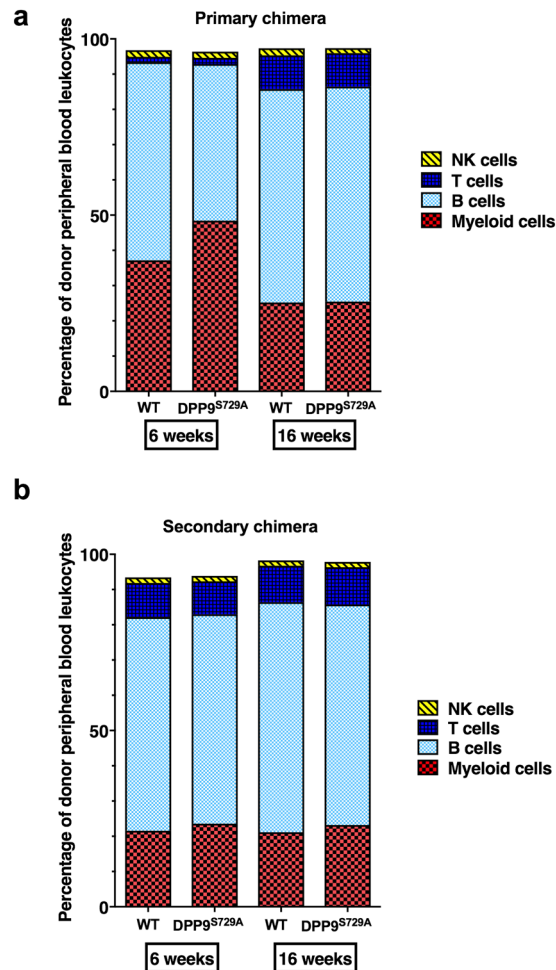 a
Primary chimera
Percentage of donor peripheral blood leukocytes
100
50
0
NK cells
T cells
B cells
Myeloid cells
WT DPP9S729A WT DPP9S729A
6 weeks 16 weeks
b
Secondary chimera
Percentage of donor peripheral blood leukocytes
100
50
0
NK cells
T cells
B cells
Myeloid cells
WT DPP9S729A WT DPP9S729A
6 weeks 16 weeks